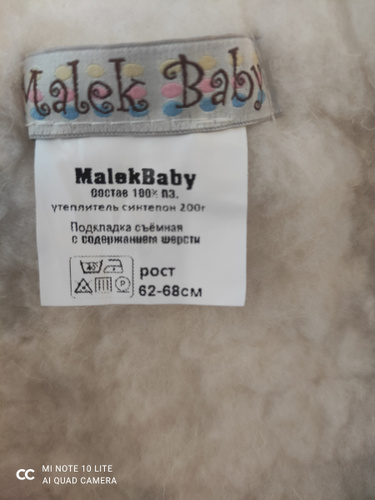 Malek Baby
MalekBaby
состав 100% пэ.
утеплитель синтепон 200г
Подкладка съёмная
с содержанием шерсти
рост
62-68см
MI NOTE 10 LITE
AI QUAD CAMERA